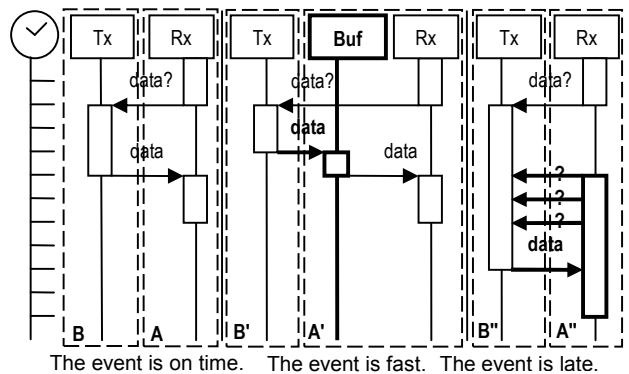 Tx Rx Tx Buf Rx Tx Rx
data? data? data?
data
data data
?
?
?
data
B A B' A' B" A"
The event is on time. The event is fast. The event is late.